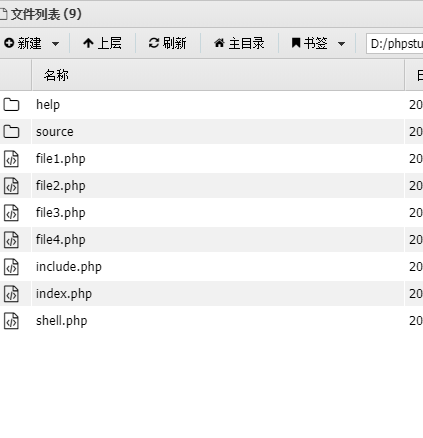 文件列表 (9)
新建 上层 刷新 主目录 书签 D:/phpstu
名称
help 20
source 20
file1.php 20
file2.php 20
file3.php 20
file4.php 20
include.php 20
index.php 20
shell.php 20